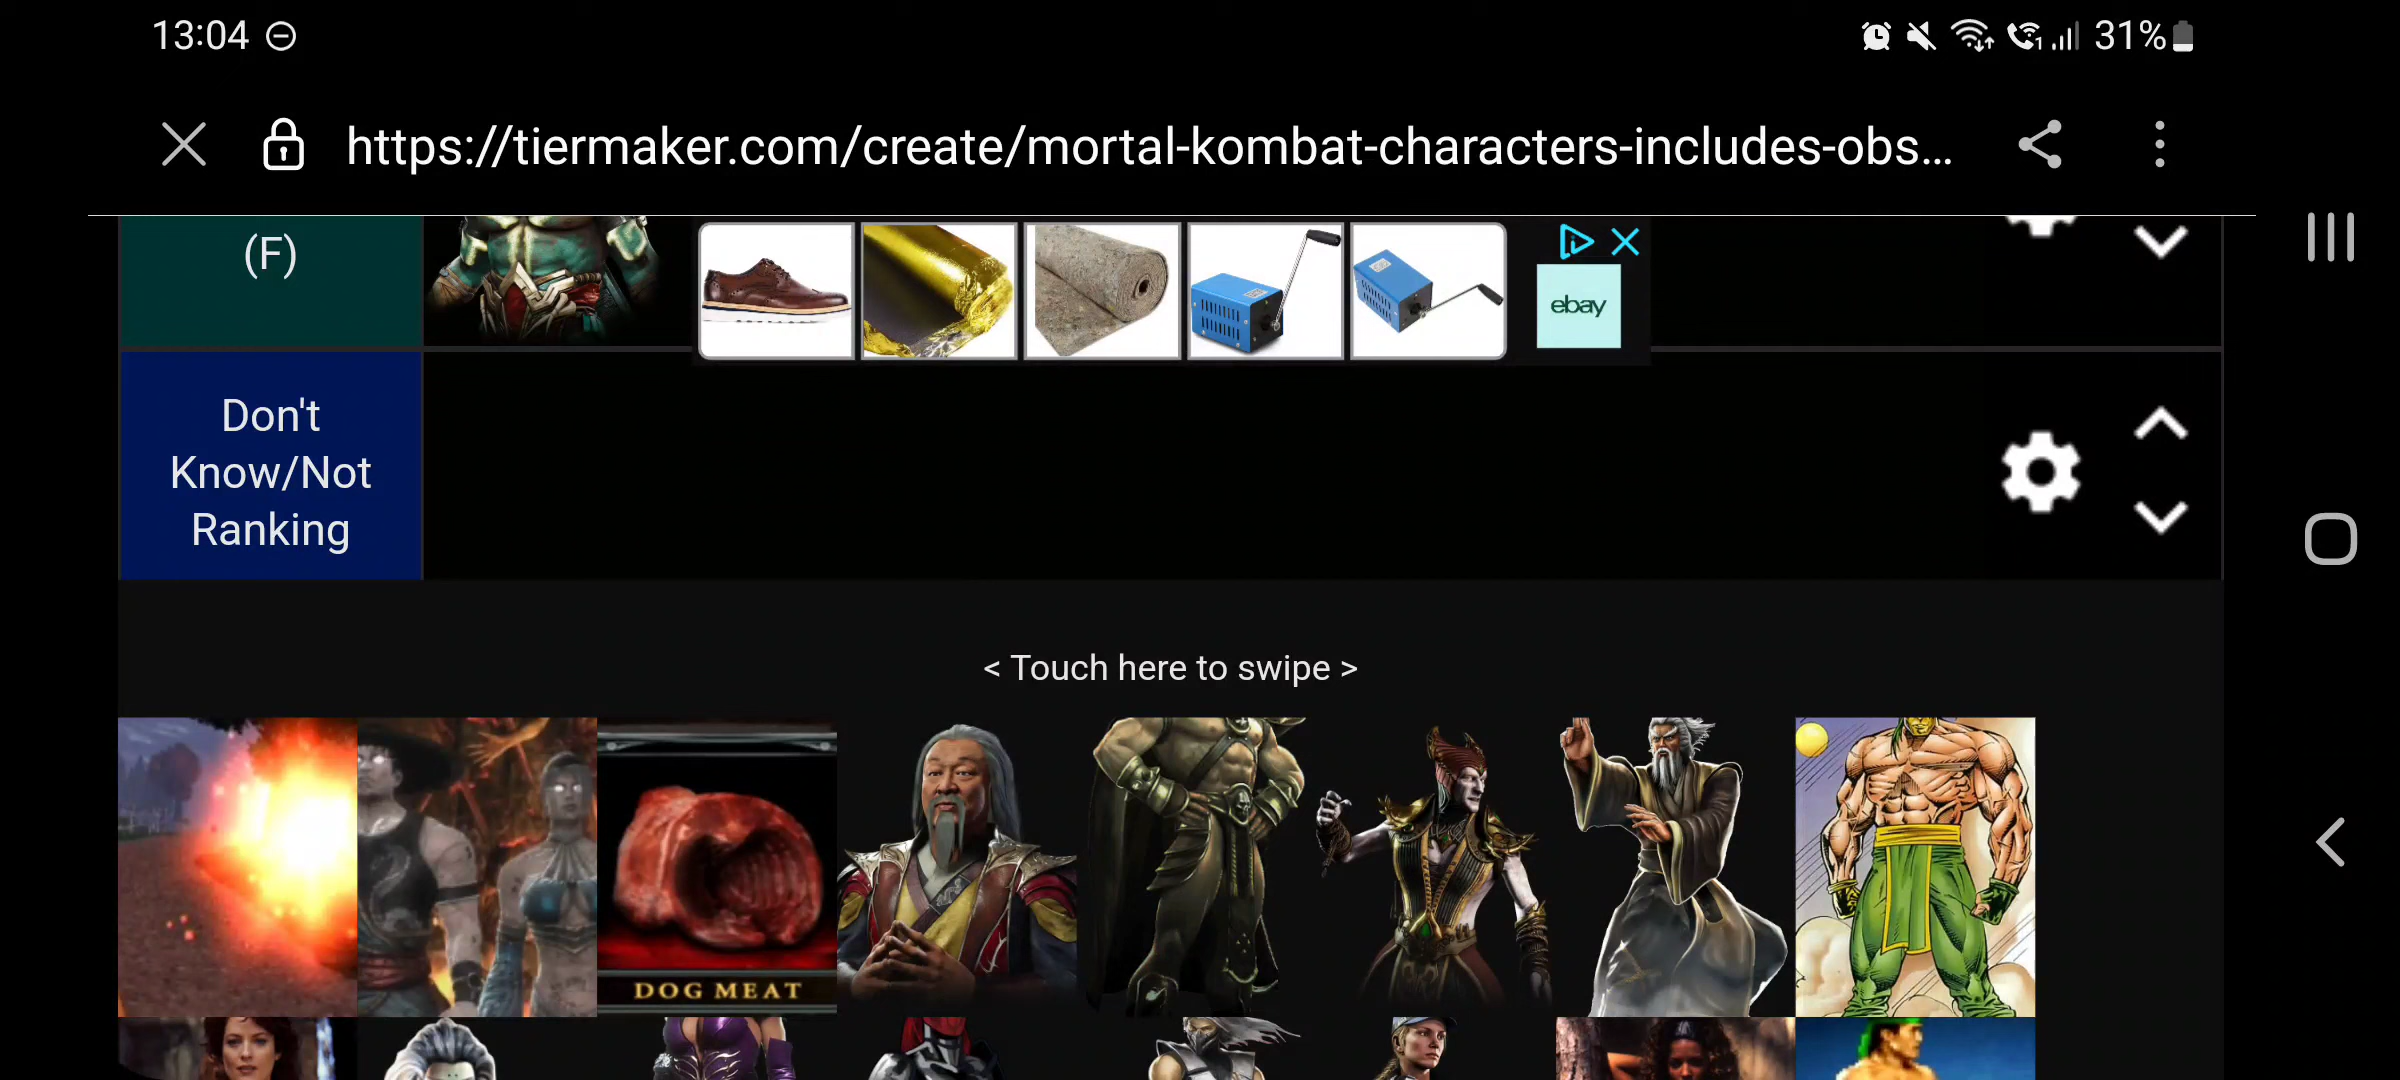 13:04
31%
https://tiermaker.com/create/mortal-kombat-characters-includes-obs...
(F)
ebay
Don't
Know/Not
Ranking
< Touch here to swipe >
DOG MEAT